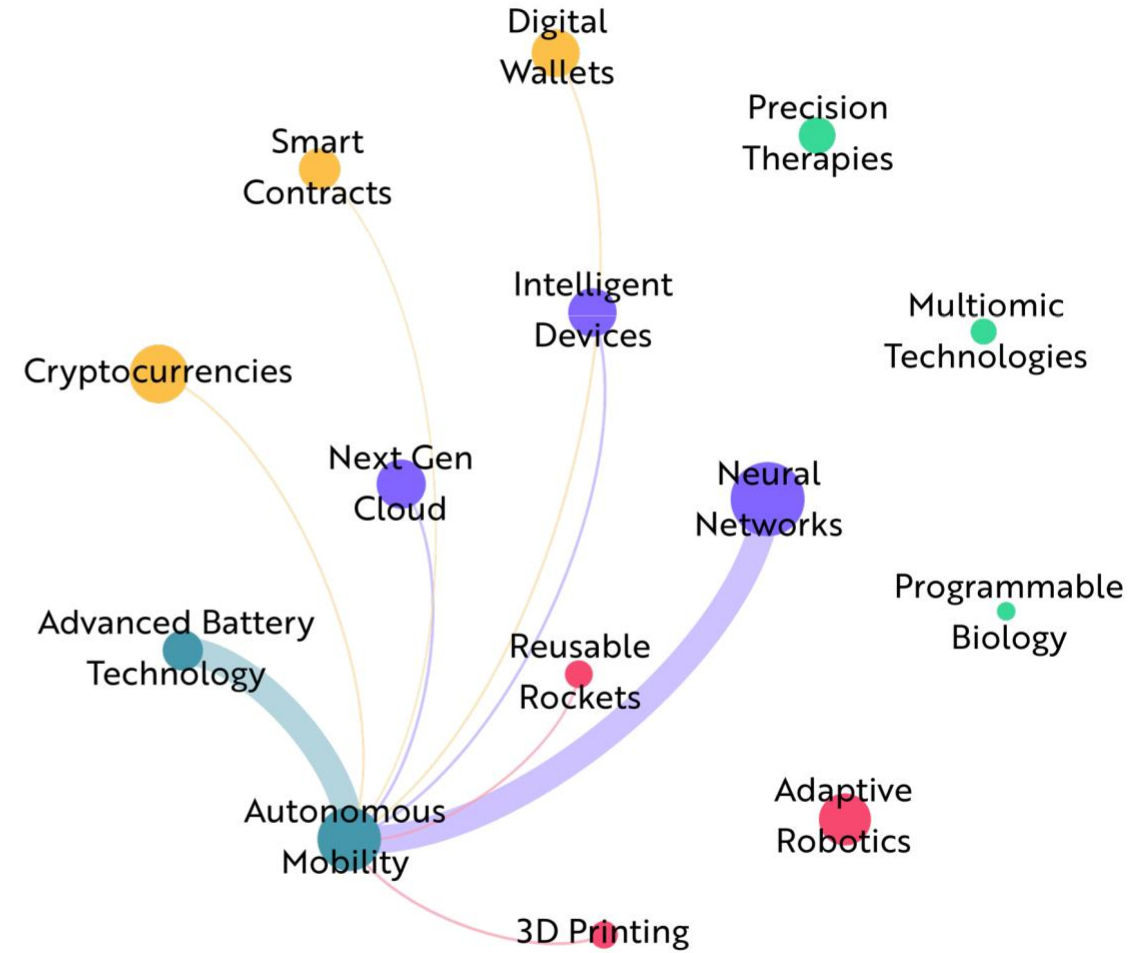 Digital
Wallets
Precision
Therapies
Smart
Contracts
Intelligent
Devices
Multiomic
Technologies
Cryptocurrencies
Next Gen
Cloud
Neural
Networks
Programmable
Biology
Advanced Battery
Technology
Reusable
Rockets
Adaptive
Robotics
Autonomous
Mobility
3D Printing